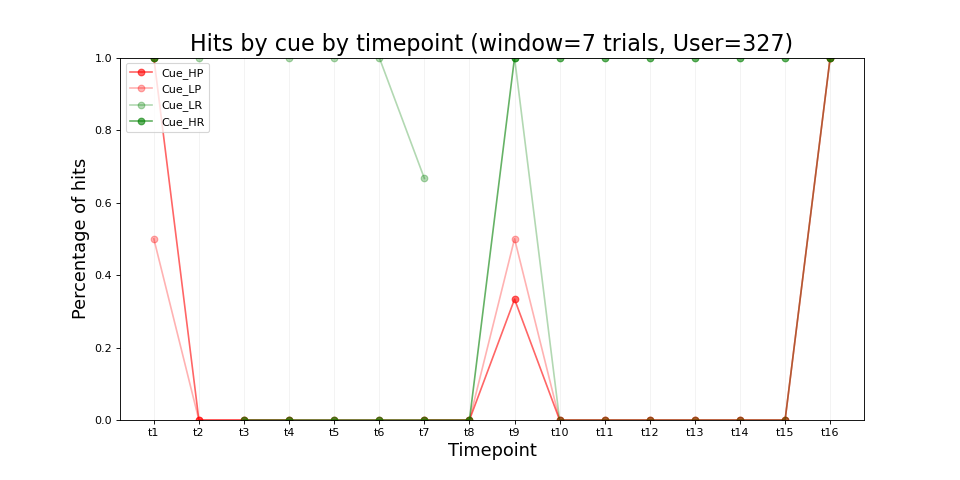 Hits by cue by timepoint (window=7 trials, User=327)
Percentage of hits
1.0
0.8
0.6
0.4
0.2
0.0
Cue_HP
Cue_LP
Cue_LR
Cue_HR
t1 t2 t3 t4 t5 t6 t7 t8 t9 t10 t11 t12 t13 t14 t15 t16
Timepoint